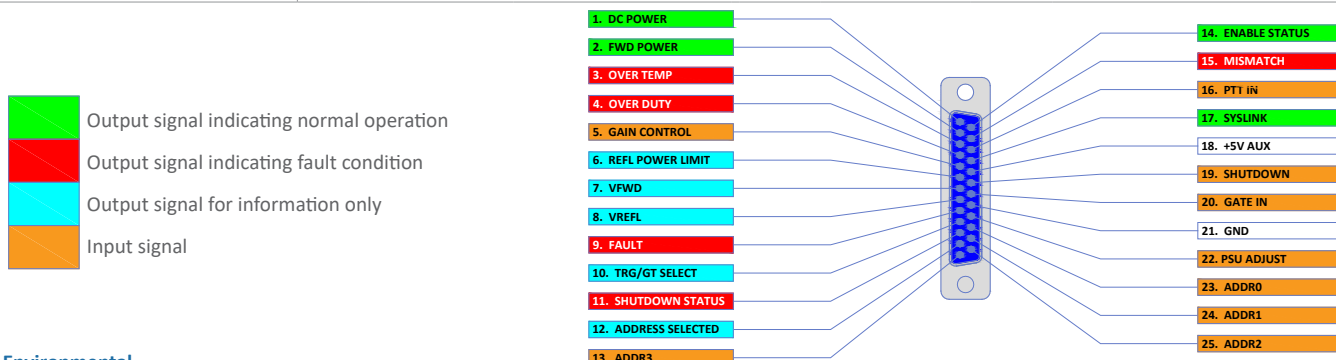 1. DC POWER
2. FWD POWER
3. OVER TEMP
4. OVER DUTY
5. GAIN CONTROL
6. REFL POWER LIMIT
7. VFWD
8. VREFL
9. FAULT
10. TRG/GT SELECT
11. SHUTDOWN STATUS
12. ADDRESS SELECTED
13. ADDR3
14. ENABLE STATUS
15. MISMATCH
16. PTT IN
17. SYSLINK
18. +5V AUX
19. SHUTDOWN
20. GATE IN
21. GND
22. PSU ADJUST
23. ADDR0
24. ADDR1
25. ADDR2
Output signal indicating normal operation
Output signal indicating fault condition
Output signal for information only
Input signal
Environmental